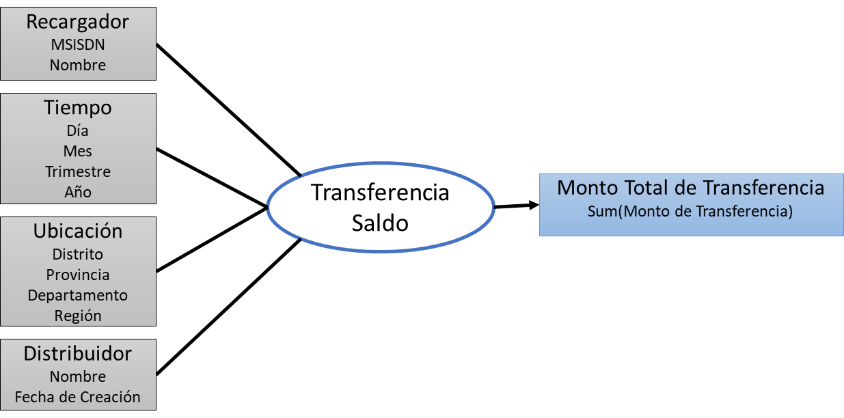 Recargador
MSISDN
Nombre
Tiempo
Día
Mes
Trimestre
Año
Ubicación
Distrito
Provincia
Departamento
Región
Distribuidor
Nombre
Fecha de Creación
Transferencia
Saldo
Monto Total de Transferencia
Sum(Monto de Transferencia)